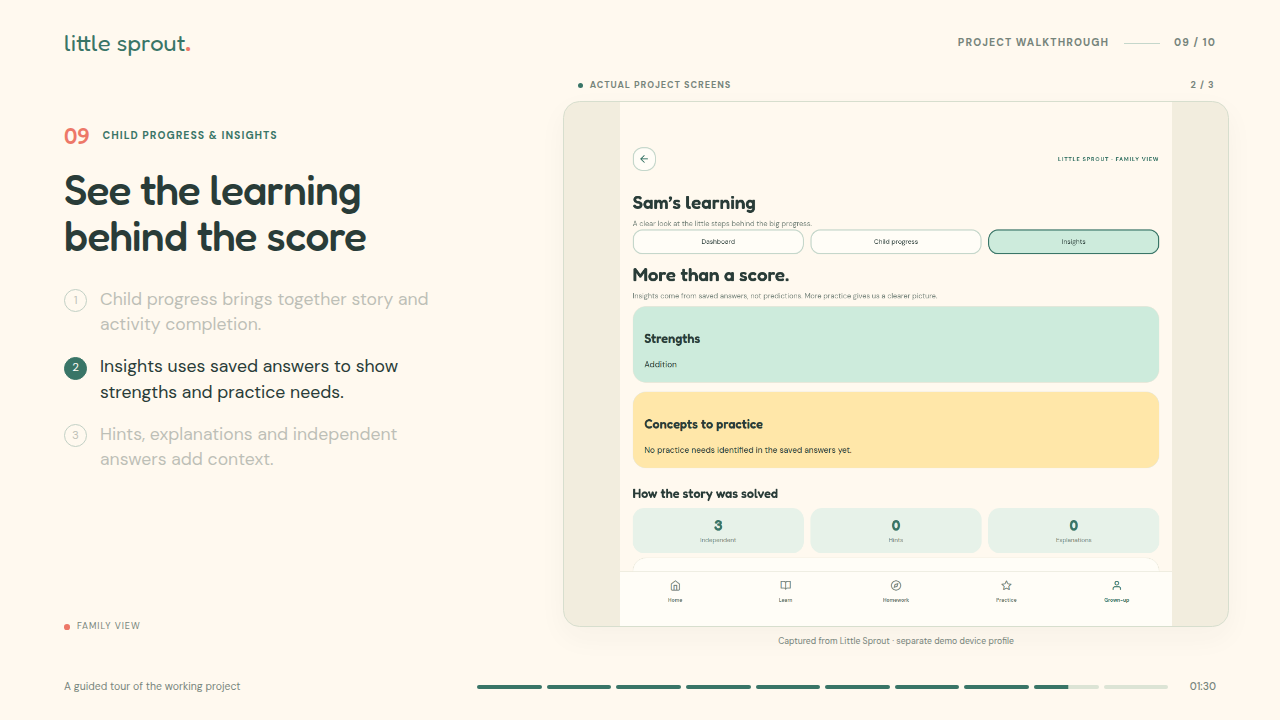 little sprout.
PROJECT WALKTHROUGH
09 / 10
ACTUAL PROJECT SCREENS
2 / 3
09 CHILD PROGRESS & INSIGHTS
See the learning
behind the score
1 Child progress brings together story and
activity completion.
2 Insights uses saved answers to show
strengths and practice needs.
3 Hints, explanations and independent
answers add context.
FAMILY VIEW
LITTLE SPROUT · FAMILY VIEW
Sam's learning
A clear look at the little steps behind the big progress.
Dashboard
Child progress
Insights
More than a score.
Insights come from saved answers, not predictions. More practice gives us a clearer picture.
Strengths
Addition
Concepts to practice
No practice needs identified in the saved answers yet.
How the story was solved
3
Independent
0
Hints
0
Explanations
Home
Learn
Homework
Practice
Grown-up
Captured from Little Sprout · separate demo device profile
A guided tour of the working project
01:30